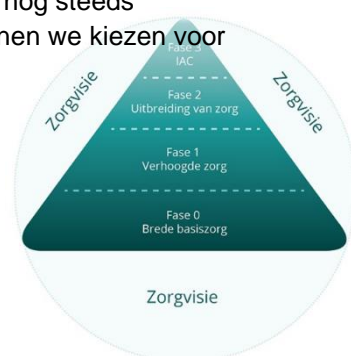 nog steeds
nen we kiezen voor
Fase 3
IAC
Zorgvisie
Zorgvisie
Fase 2
Uitbreiding van zorg
Fase 1
Verhoogde zorg
Fase 0
Brede basiszorg
Zorgvisie